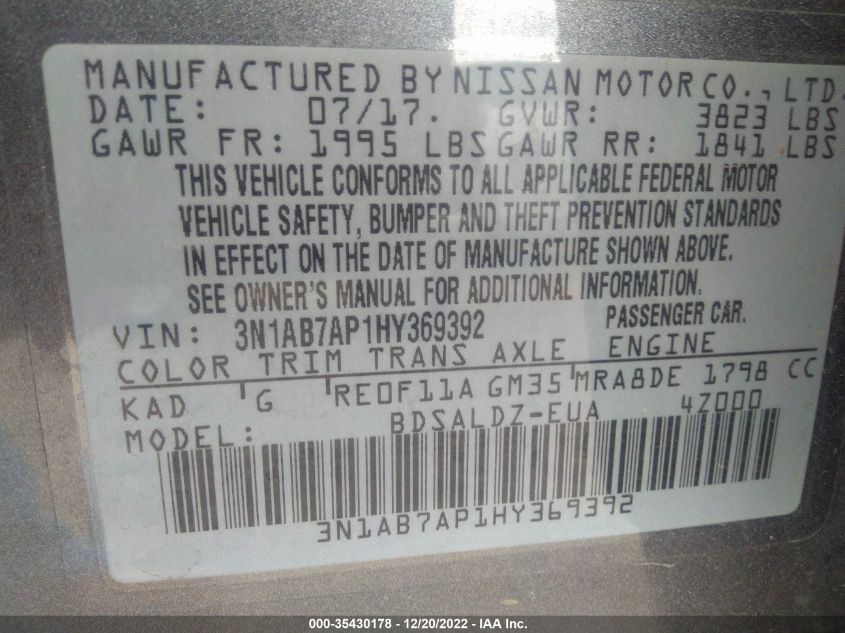 MANUFACTURED BY NISSAN MOTOR CO., LTD.
DATE: 07/17. GVWR: 3823 LBS
GAWR FR: 1995 LBS GAWR RR: 1841 LBS
THIS VEHICLE CONFORMS TO ALL APPLICABLE FEDERAL MOTOR
VEHICLE SAFETY, BUMPER AND THEFT PREVENTION STANDARDS
IN EFFECT ON THE DATE OF MANUFACTURE SHOWN ABOVE.
SEE OWNER'S MANUAL FOR ADDITIONAL INFORMATION.
VIN: 3N1AB7AP1HY369392 PASSENGER CAR.
COLOR TRIM TRANS AXLE ENGINE
KAD G RE0F11A GM35 MRA8DE 1798 CC
MODEL: BDSALDZ-EUA 4Z000
3N1AB7AP1HY369392
000-35430178 - 12/20/2022 - IAA Inc.